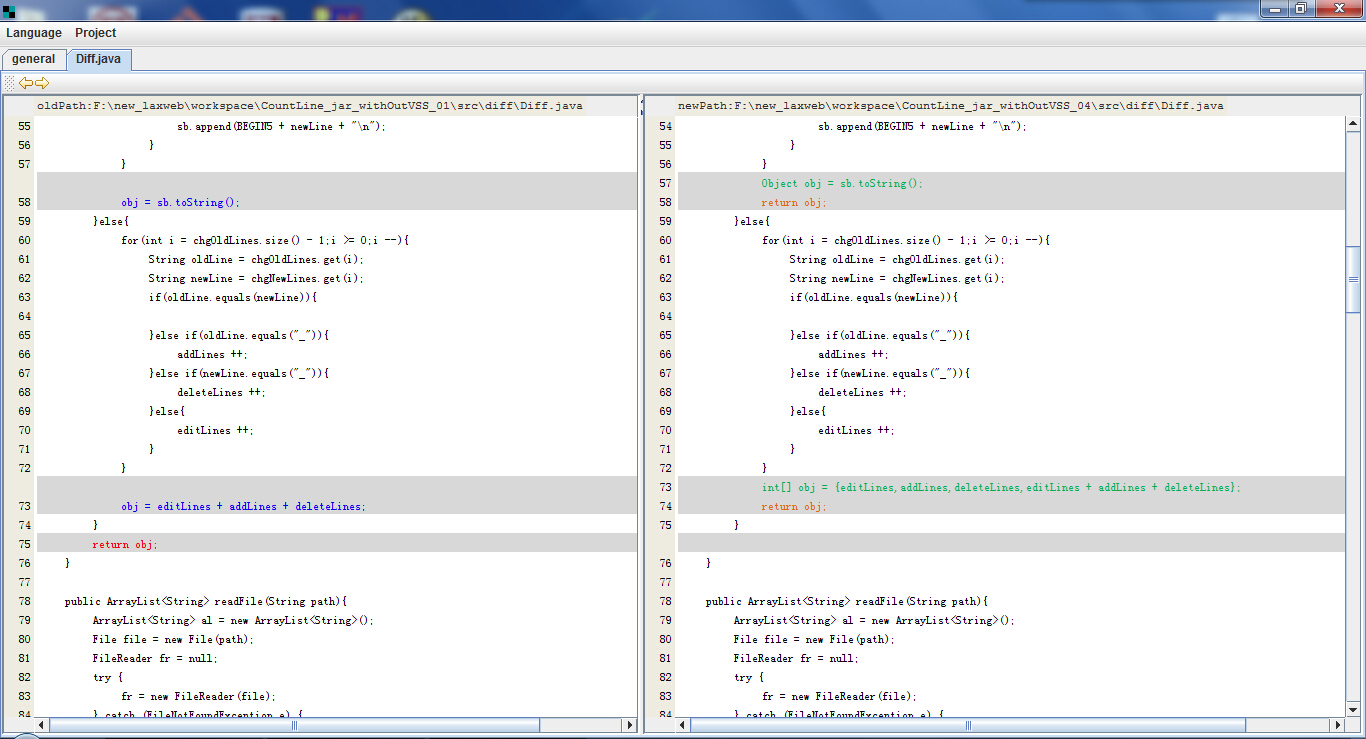 Language Project
general Diff.java
oldPath:F:\new_laxweb\workspace\CountLine_jar_withOutVSS_01\src\diff\Diff.java
55 sb.append(BEGIN5 + newLine + "\n");
56 }
57 }
58 obj = sb.toString();
59 }else{
60 for(int i = chgOldLines.size() - 1;i >= 0;i --){
61 String oldLine = chgOldLines.get(i);
62 String newLine = chgNewLines.get(i);
63 if(oldLine.equals(newLine)){
64
65 }else if(oldLine.equals("_")){
66 addLines ++;
67 }else if(newLine.equals("_")){
68 deleteLines ++;
69 }else{
70 editLines ++;
71 }
72 }
73 obj = editLines + addLines + deleteLines;
74 }
75 return obj;
76 }
77
78 public ArrayList<String> readFile(String path){
79 ArrayList<String> al = new ArrayList<String>();
80 File file = new File(path);
81 FileReader fr = null;
82 try {
83 fr = new FileReader(file);
84 } catch (FileNotFoundException e) {
newPath:F:\new_laxweb\workspace\CountLine_jar_withOutVSS_04\src\diff\Diff.java
54 sb.append(BEGIN5 + newLine + "\n");
55 }
56 }
57 Object obj = sb.toString();
58 return obj;
59 }else{
60 for(int i = chgOldLines.size() - 1;i >= 0;i --){
61 String oldLine = chgOldLines.get(i);
62 String newLine = chgNewLines.get(i);
63 if(oldLine.equals(newLine)){
64
65 }else if(oldLine.equals("_")){
66 addLines ++;
67 }else if(newLine.equals("_")){
68 deleteLines ++;
69 }else{
70 editLines ++;
71 }
72 }
73 int[] obj = {editLines,addLines,deleteLines,editLines + addLines + deleteLines};
74 return obj;
75 }
76 }
77
78 public ArrayList<String> readFile(String path){
79 ArrayList<String> al = new ArrayList<String>();
80 File file = new File(path);
81 FileReader fr = null;
82 try {
83 fr = new FileReader(file);
84 } catch (FileNotFoundException e) {